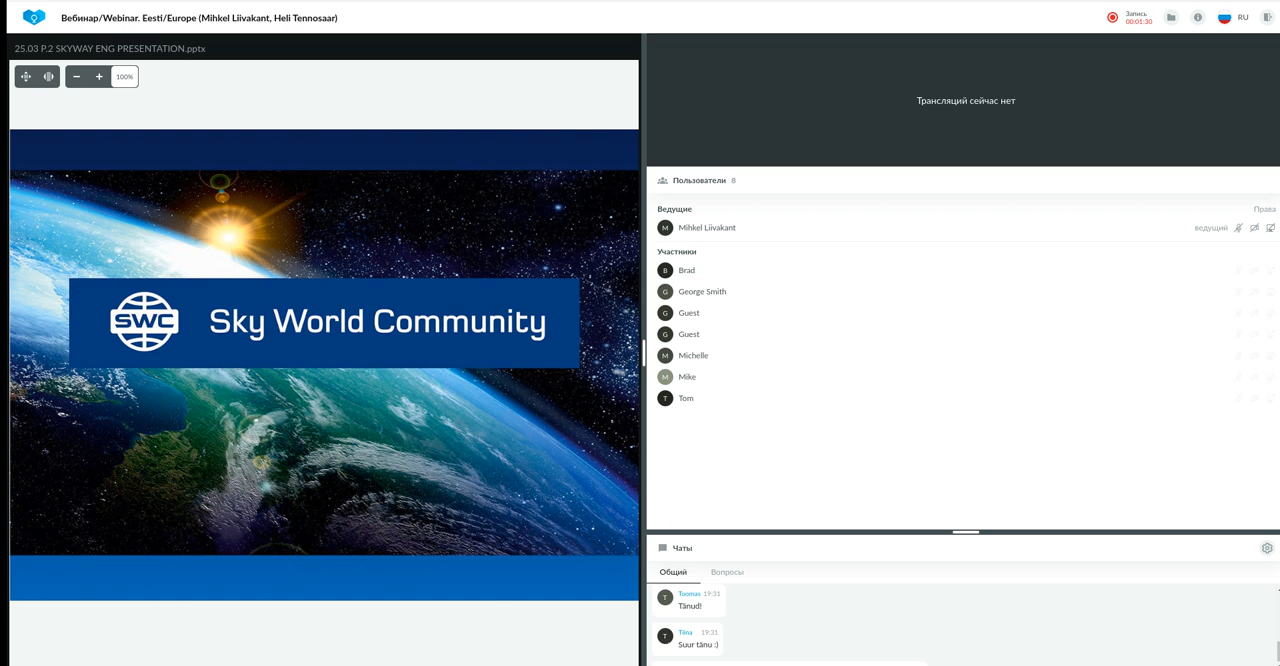 Вебинар/Webinar. Eesti/Europe (Mihkel Liivakant, Heli Tennosaar)
Запись
00:01:30
RU
25.03 P.2 SKYWAY ENG PRESENTATION.pptx
100%
SWC Sky World Community
Трансляций сейчас нет
Пользователи 8
Ведущие Права
M Mihkel Liivakant ведущий
Участники
B Brad
G George Smith
G Guest
G Guest
M Michelle
M Mike
T Tom
Чаты
Общий Вопросы
T Toomas 19:31
Tänud!
T Tiina 19:31
Suur tänu :)